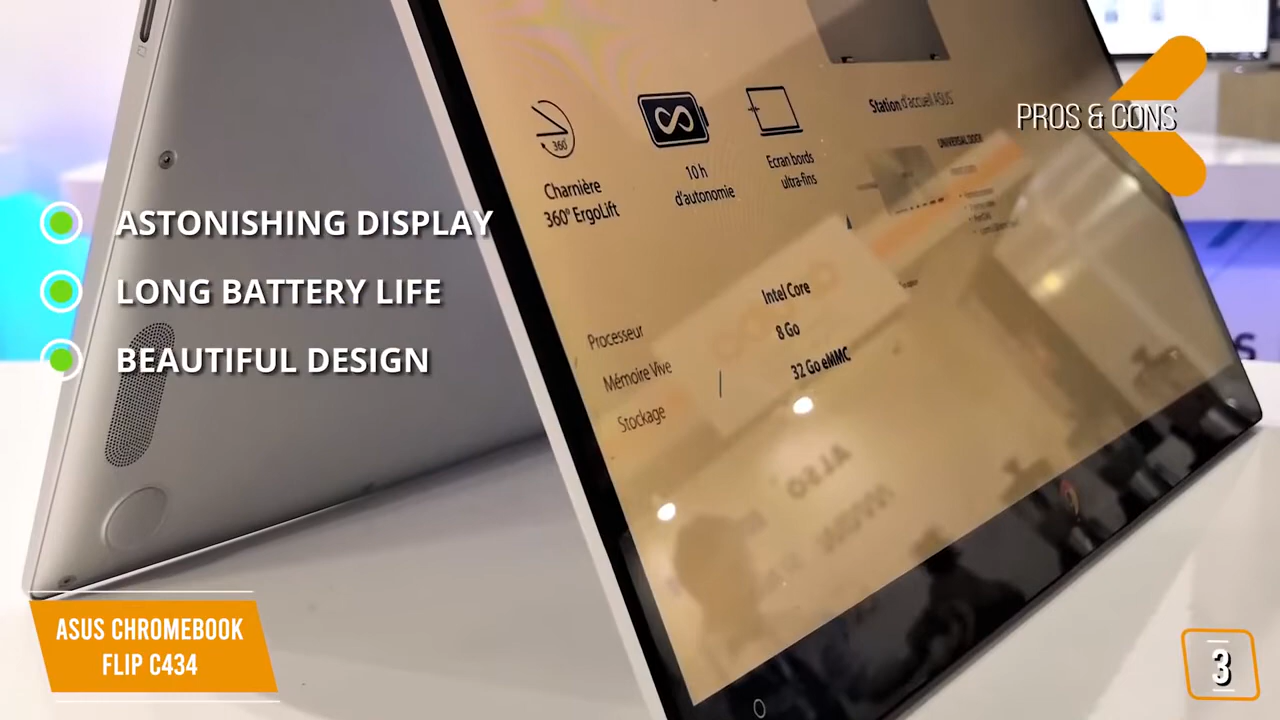 PROS & CONS
ASTONISHING DISPLAY
LONG BATTERY LIFE
BEAUTIFUL DESIGN
360°
Charnière
360° ErgoLift
10 h
d'autonomie
Ecran bords
ultra-fins
Station d'accueil ASUS
UNIVERSAL DOCK
Processeur
Intel Core
Mémoire Vive
8 Go
Stockage
32 Go eMMC
ASUS CHROMEBOOK
FLIP C434
3